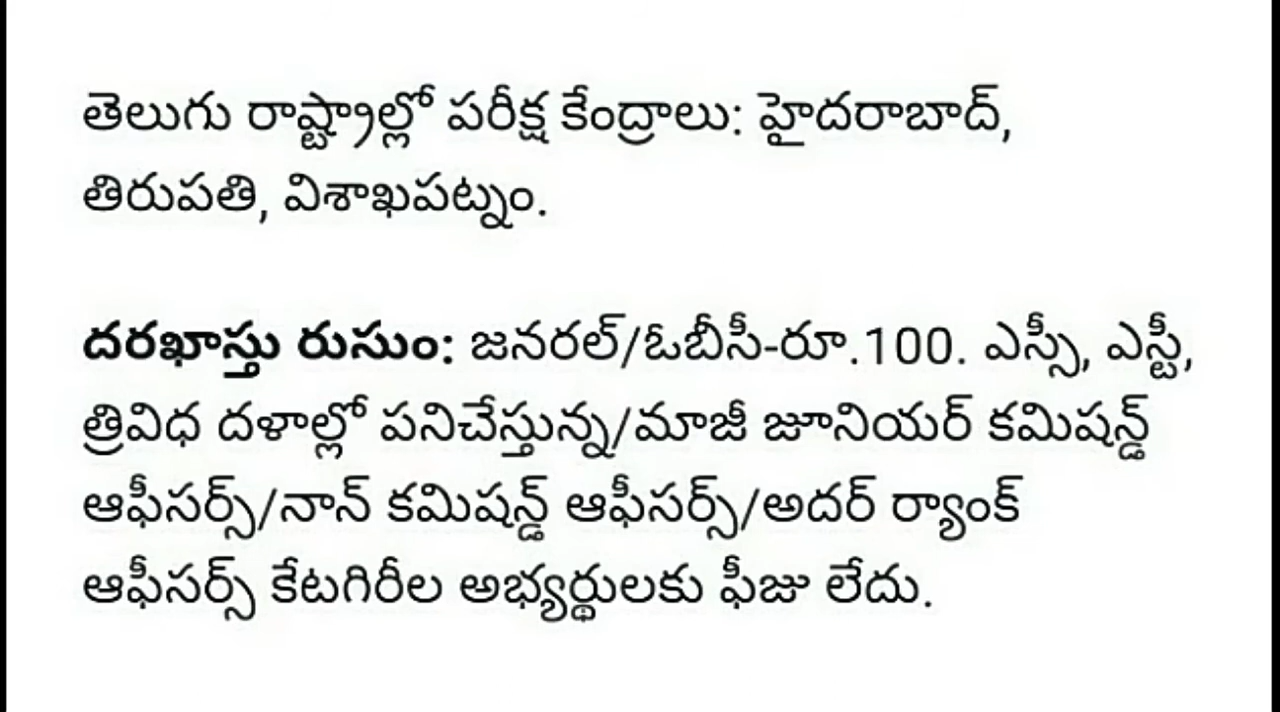 తెలుగు రాష్ట్రాల్లో పరీక్ష కేంద్రాలు: హైదరాబాద్,
తిరుపతి, విశాఖపట్నం.
దరఖాస్తు రుసుం: జనరల్/ఓబీసీ-రూ.100. ఎస్సీ, ఎస్టీ,
త్రివిధ దళాల్లో పనిచేస్తున్న/మాజీ జూనియర్ కమిషన్డ్
ఆఫీసర్స్/నాన్ కమిషన్డ్ ఆఫీసర్స్/అదర్ ర్యాంక్
ఆఫీసర్స్ కేటగిరీల అభ్యర్థులకు ఫీజు లేదు.